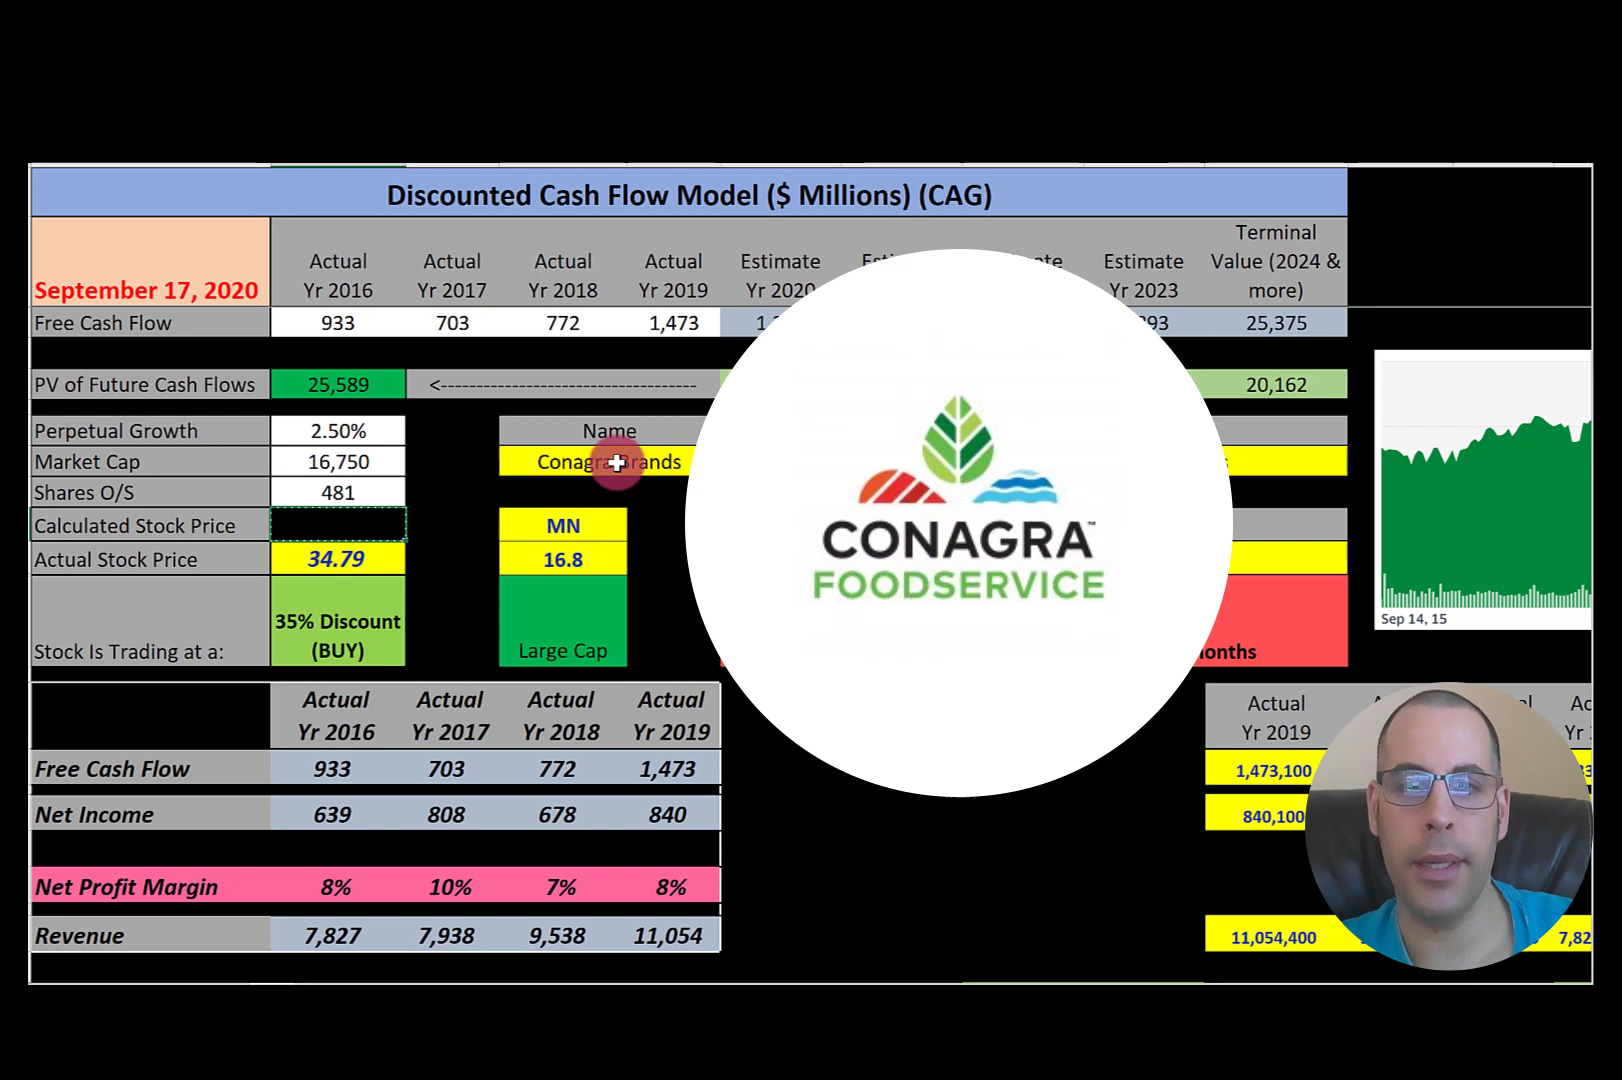 Discounted Cash Flow Model ($ Millions) (CAG)
September 17, 2020
Actual Yr 2016
Actual Yr 2017
Actual Yr 2018
Actual Yr 2019
Estimate Yr 2020
Estimate Yr 2023
Terminal Value (2024 & more)
Free Cash Flow 933 703 772 1,473 25,375
PV of Future Cash Flows 25,589 <----------------------------------- 20,162
Perpetual Growth 2.50% Name
Market Cap 16,750 Conagra Brands
Shares O/S 481
Calculated Stock Price MN
Actual Stock Price 34.79 16.8
Stock Is Trading at a: 35% Discount (BUY) Large Cap
CONAGRA™
FOODSERVICE
Sep 14, 15
Actual Yr 2016
Actual Yr 2017
Actual Yr 2018
Actual Yr 2019
Actual Yr 2019
Free Cash Flow 933 703 772 1,473 1,473,100
Net Income 639 808 678 840 840,100
Net Profit Margin 8% 10% 7% 8%
Revenue 7,827 7,938 9,538 11,054 11,054,400